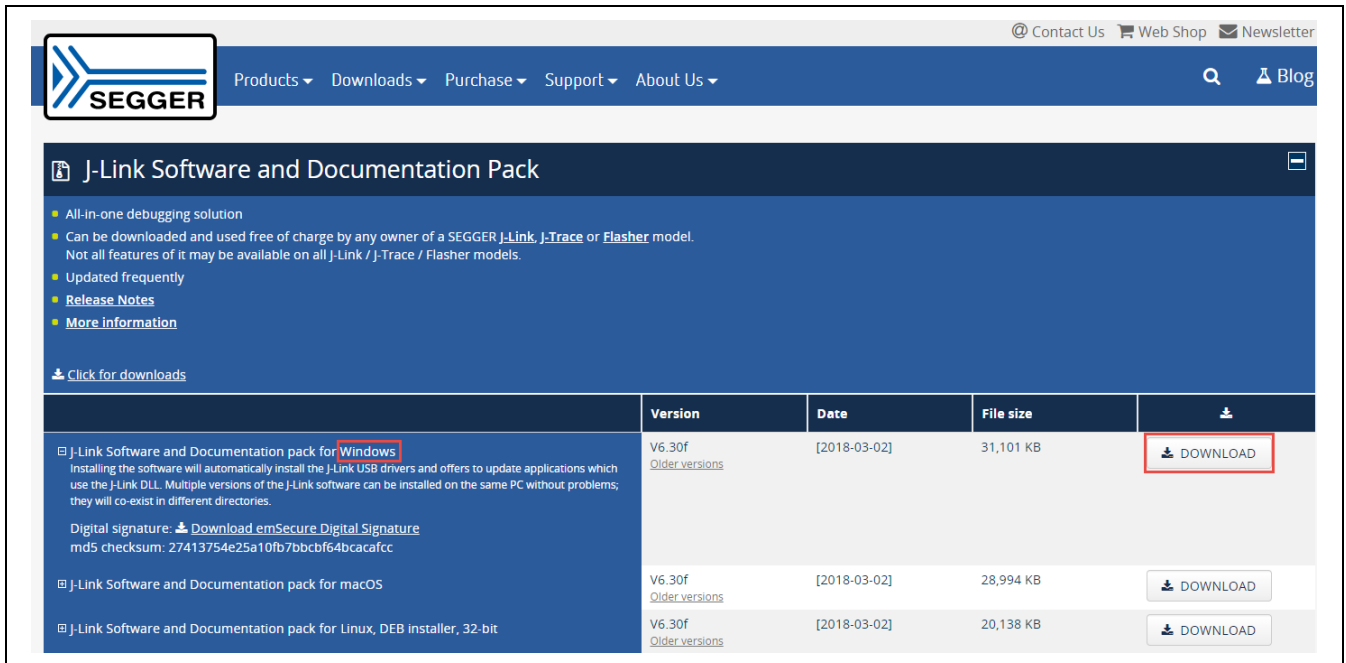 Contact Us Web Shop Newsletter
SEGGER
Products Downloads Purchase Support About Us Blog
J-Link Software and Documentation Pack
All-in-one debugging solution
Can be downloaded and used free of charge by any owner of a SEGGER J-Link, J-Trace or Flasher model.
Not all features of it may be available on all J-Link / J-Trace / Flasher models.
Updated frequently
Release Notes
More information
Click for downloads
Version Date File size
J-Link Software and Documentation pack for Windows V6.30f [2018-03-02] 31,101 KB DOWNLOAD
Older versions
Installing the software will automatically install the J-Link USB drivers and offers to update applications which
use the J-Link DLL. Multiple versions of the J-Link software can be installed on the same PC without problems;
they will co-exist in different directories.
Digital signature: Download emSecure Digital Signature
md5 checksum: 27413754e25a10fb7bbcbf64bcacafcc
J-Link Software and Documentation pack for macOS V6.30f [2018-03-02] 28,994 KB DOWNLOAD
Older versions
J-Link Software and Documentation pack for Linux, DEB installer, 32-bit V6.30f [2018-03-02] 20,138 KB DOWNLOAD
Older versions